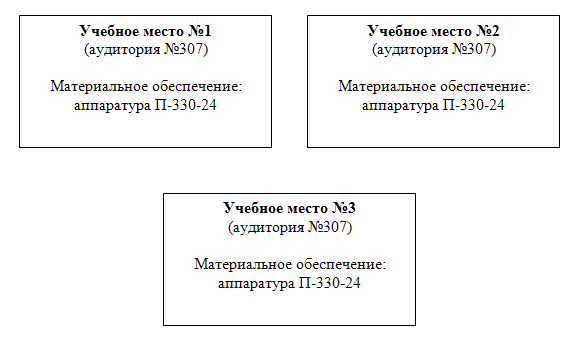 Учебное место №1
(аудитория №307)
Материальное обеспечение:
аппаратура П-330-24
Учебное место №2
(аудитория №307)
Материальное обеспечение:
аппаратура П-330-24
Учебное место №3
(аудитория №307)
Материальное обеспечение:
аппаратура П-330-24